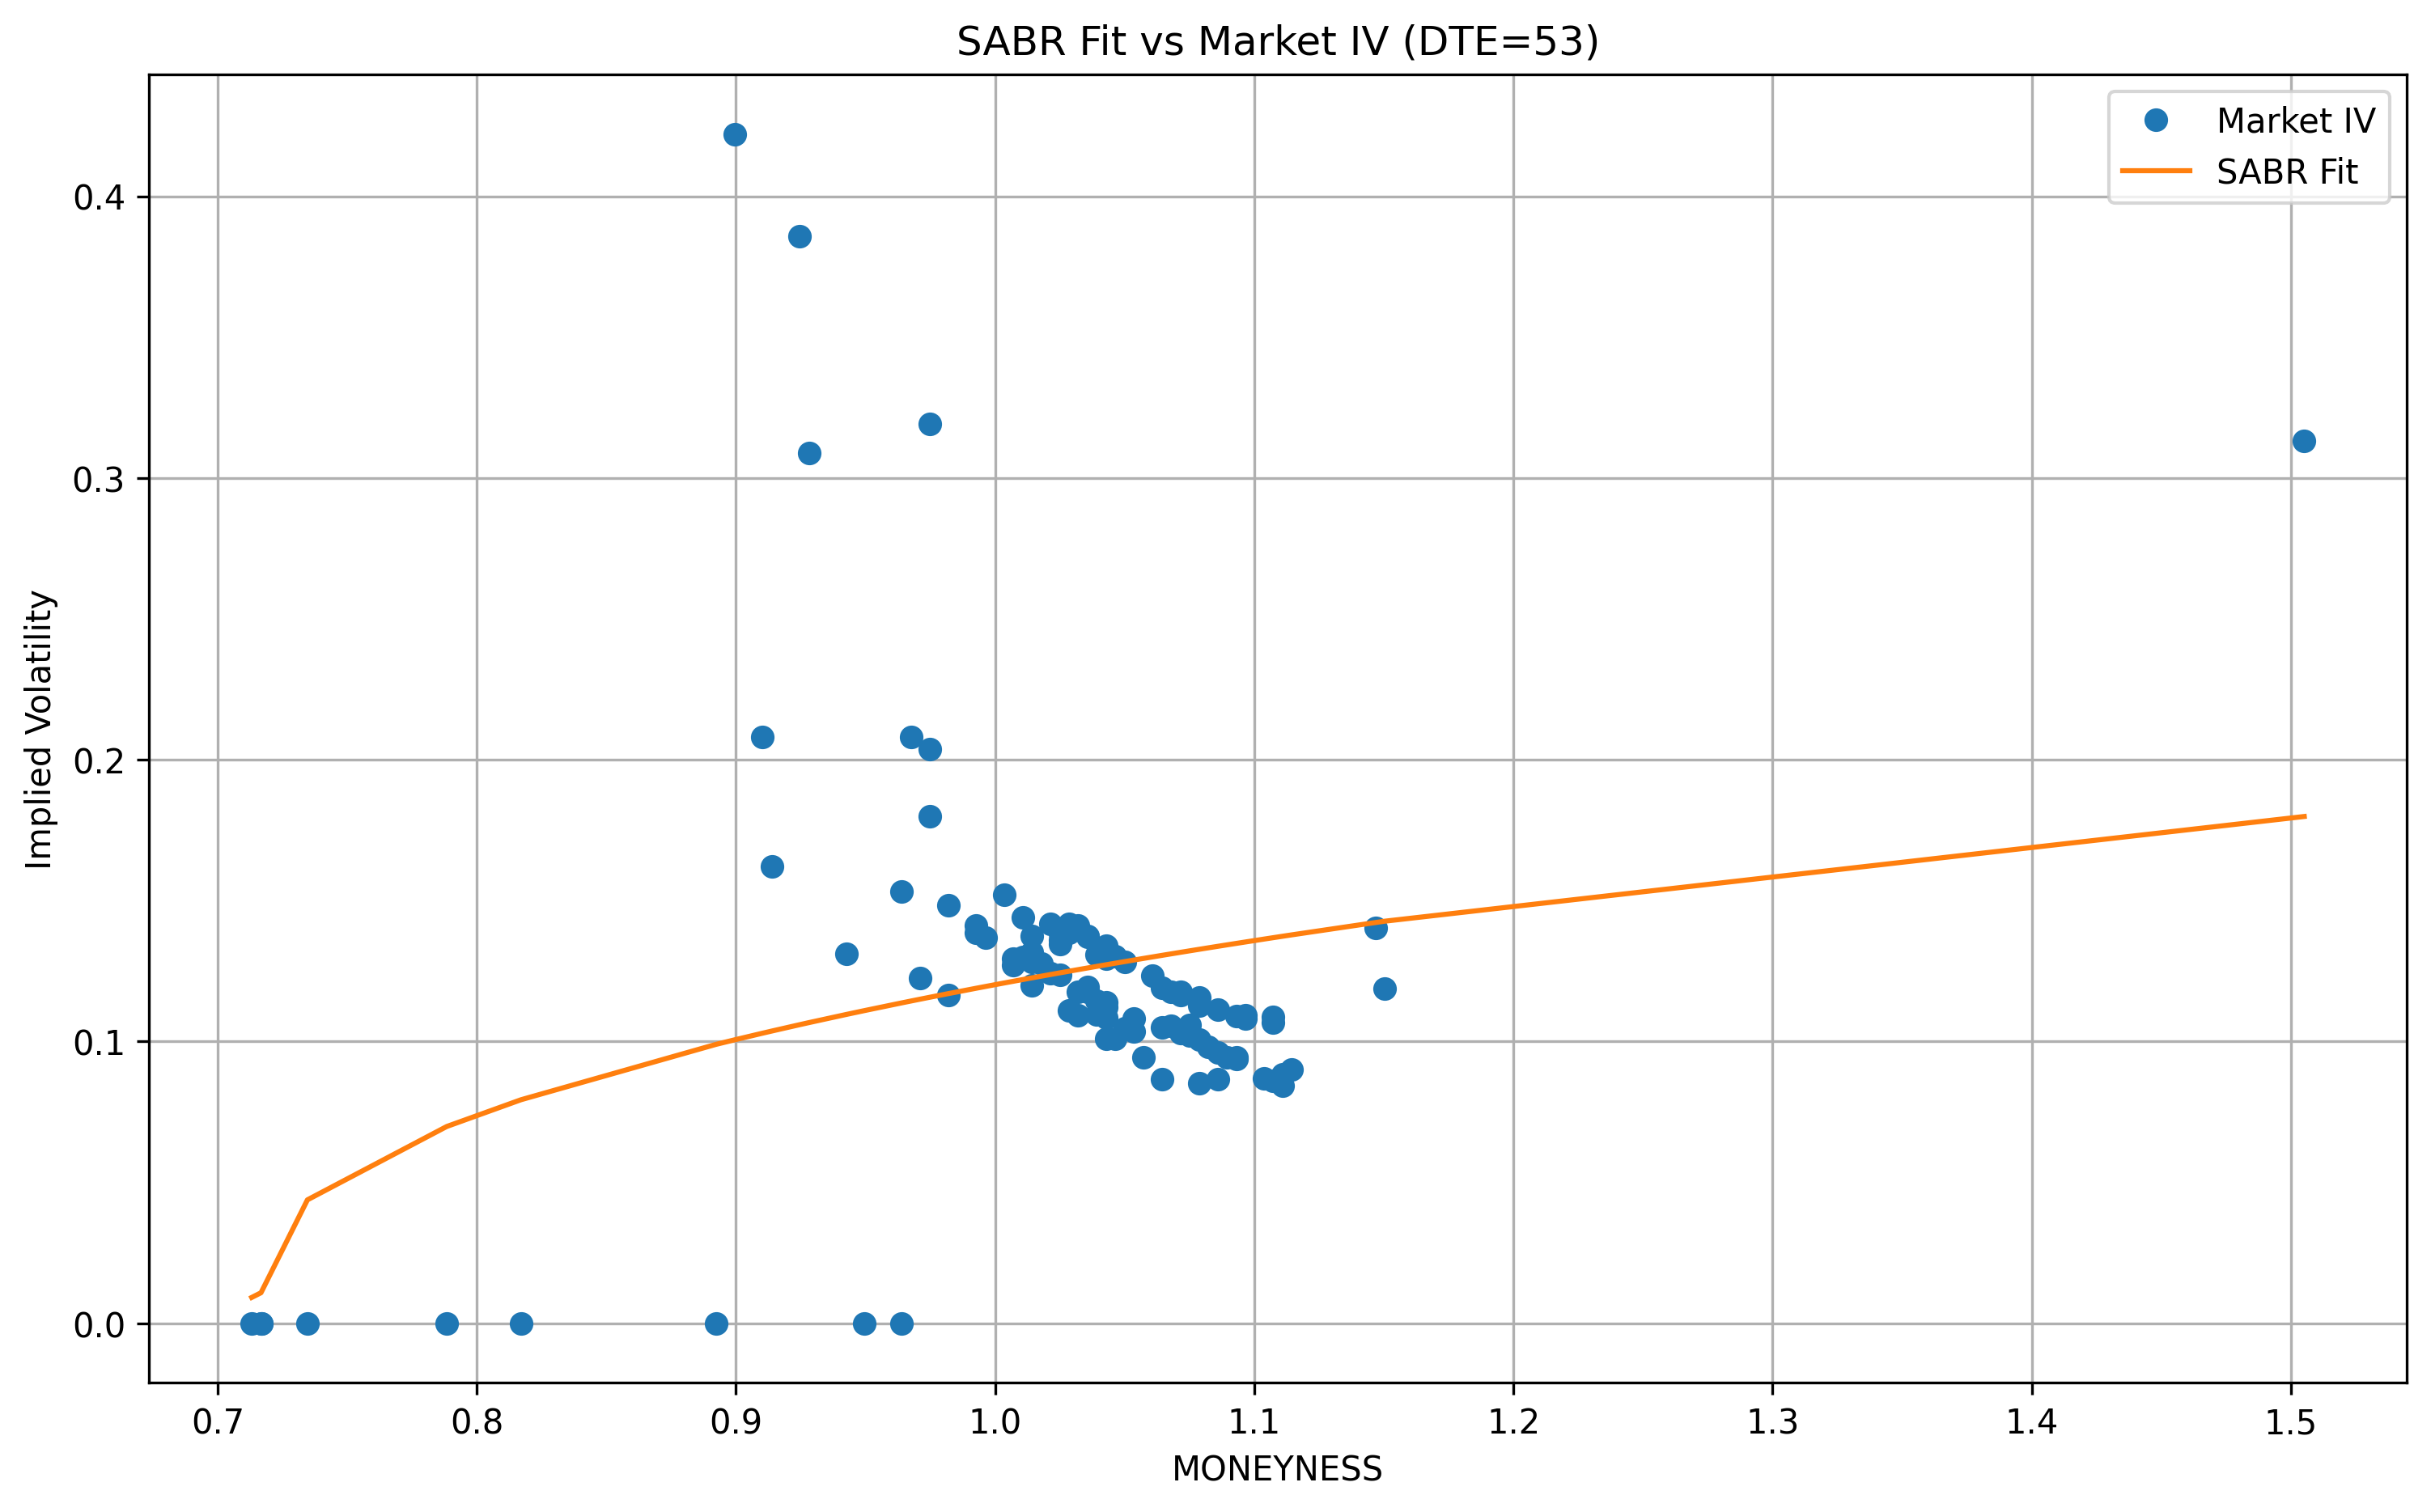 SABR Fit vs Market IV (DTE=53)
Market IV
SABR Fit
Implied Volatility
0.4
0.3
0.2
0.1
0.0
0.7 0.8 0.9 1.0 1.1 1.2 1.3 1.4 1.5
MONEYNESS